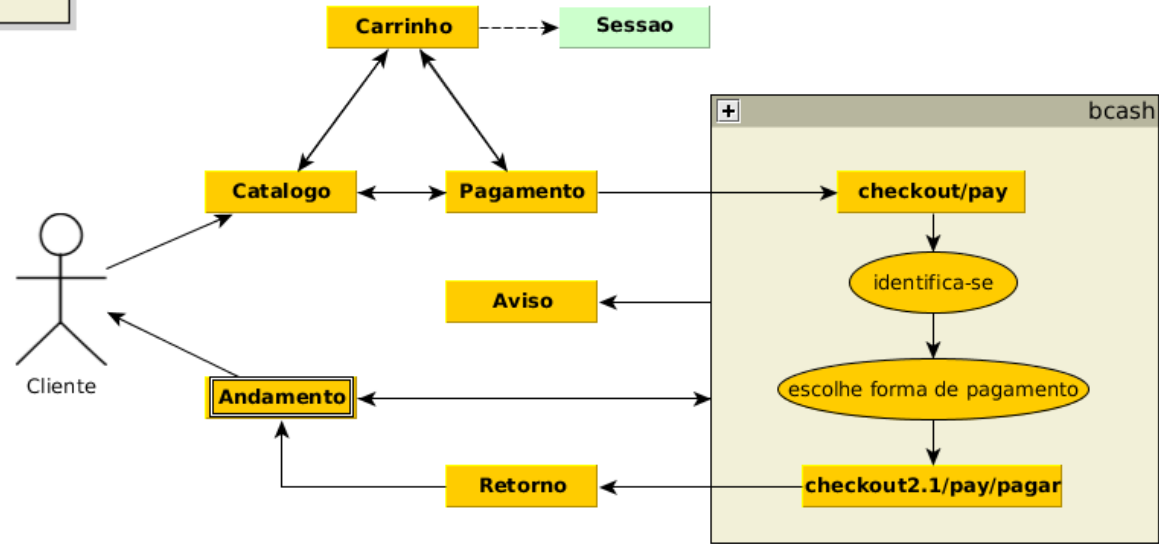 Carrinho
Sessao
bcash
Catalogo
Pagamento
checkout/pay
identifica-se
Aviso
Cliente
escolhe forma de pagamento
Andamento
Retorno
checkout2.1/pay/pagar